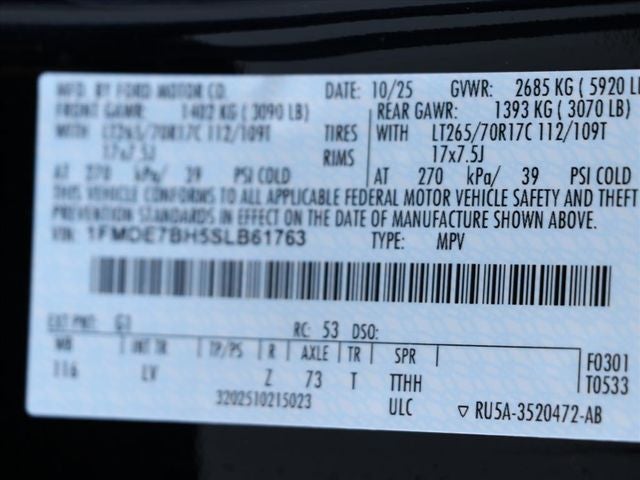 MFD. BY FORD MOTOR CO. DATE: 10/25 GVWR: 2685 KG ( 5920 LB
FRONT GAWR: 1402 KG ( 3090 LB) REAR GAWR: 1393 KG ( 3070 LB)
WITH LT265/70R17C 112/109T TIRES WITH LT265/70R17C 112/109T
17x7.5J RIMS 17x7.5J
AT 270 kPa/ 39 PSI COLD AT 270 kPa/ 39 PSI COLD
THIS VEHICLE CONFORMS TO ALL APPLICABLE FEDERAL MOTOR VEHICLE SAFETY AND THEFT
PREVENTION STANDARDS IN EFFECT ON THE DATE OF MANUFACTURE SHOWN ABOVE.
VIN: 1FMDE7BH5SLB61763 TYPE: MPV
EXT PNT: G1 RC: 53 DSO:
WB INT TR TP/PS R AXLE TR SPR F0301
116 LV Z 73 T TTHH T0533
3202510215023 ULC ▽ RU5A-3520472-AB